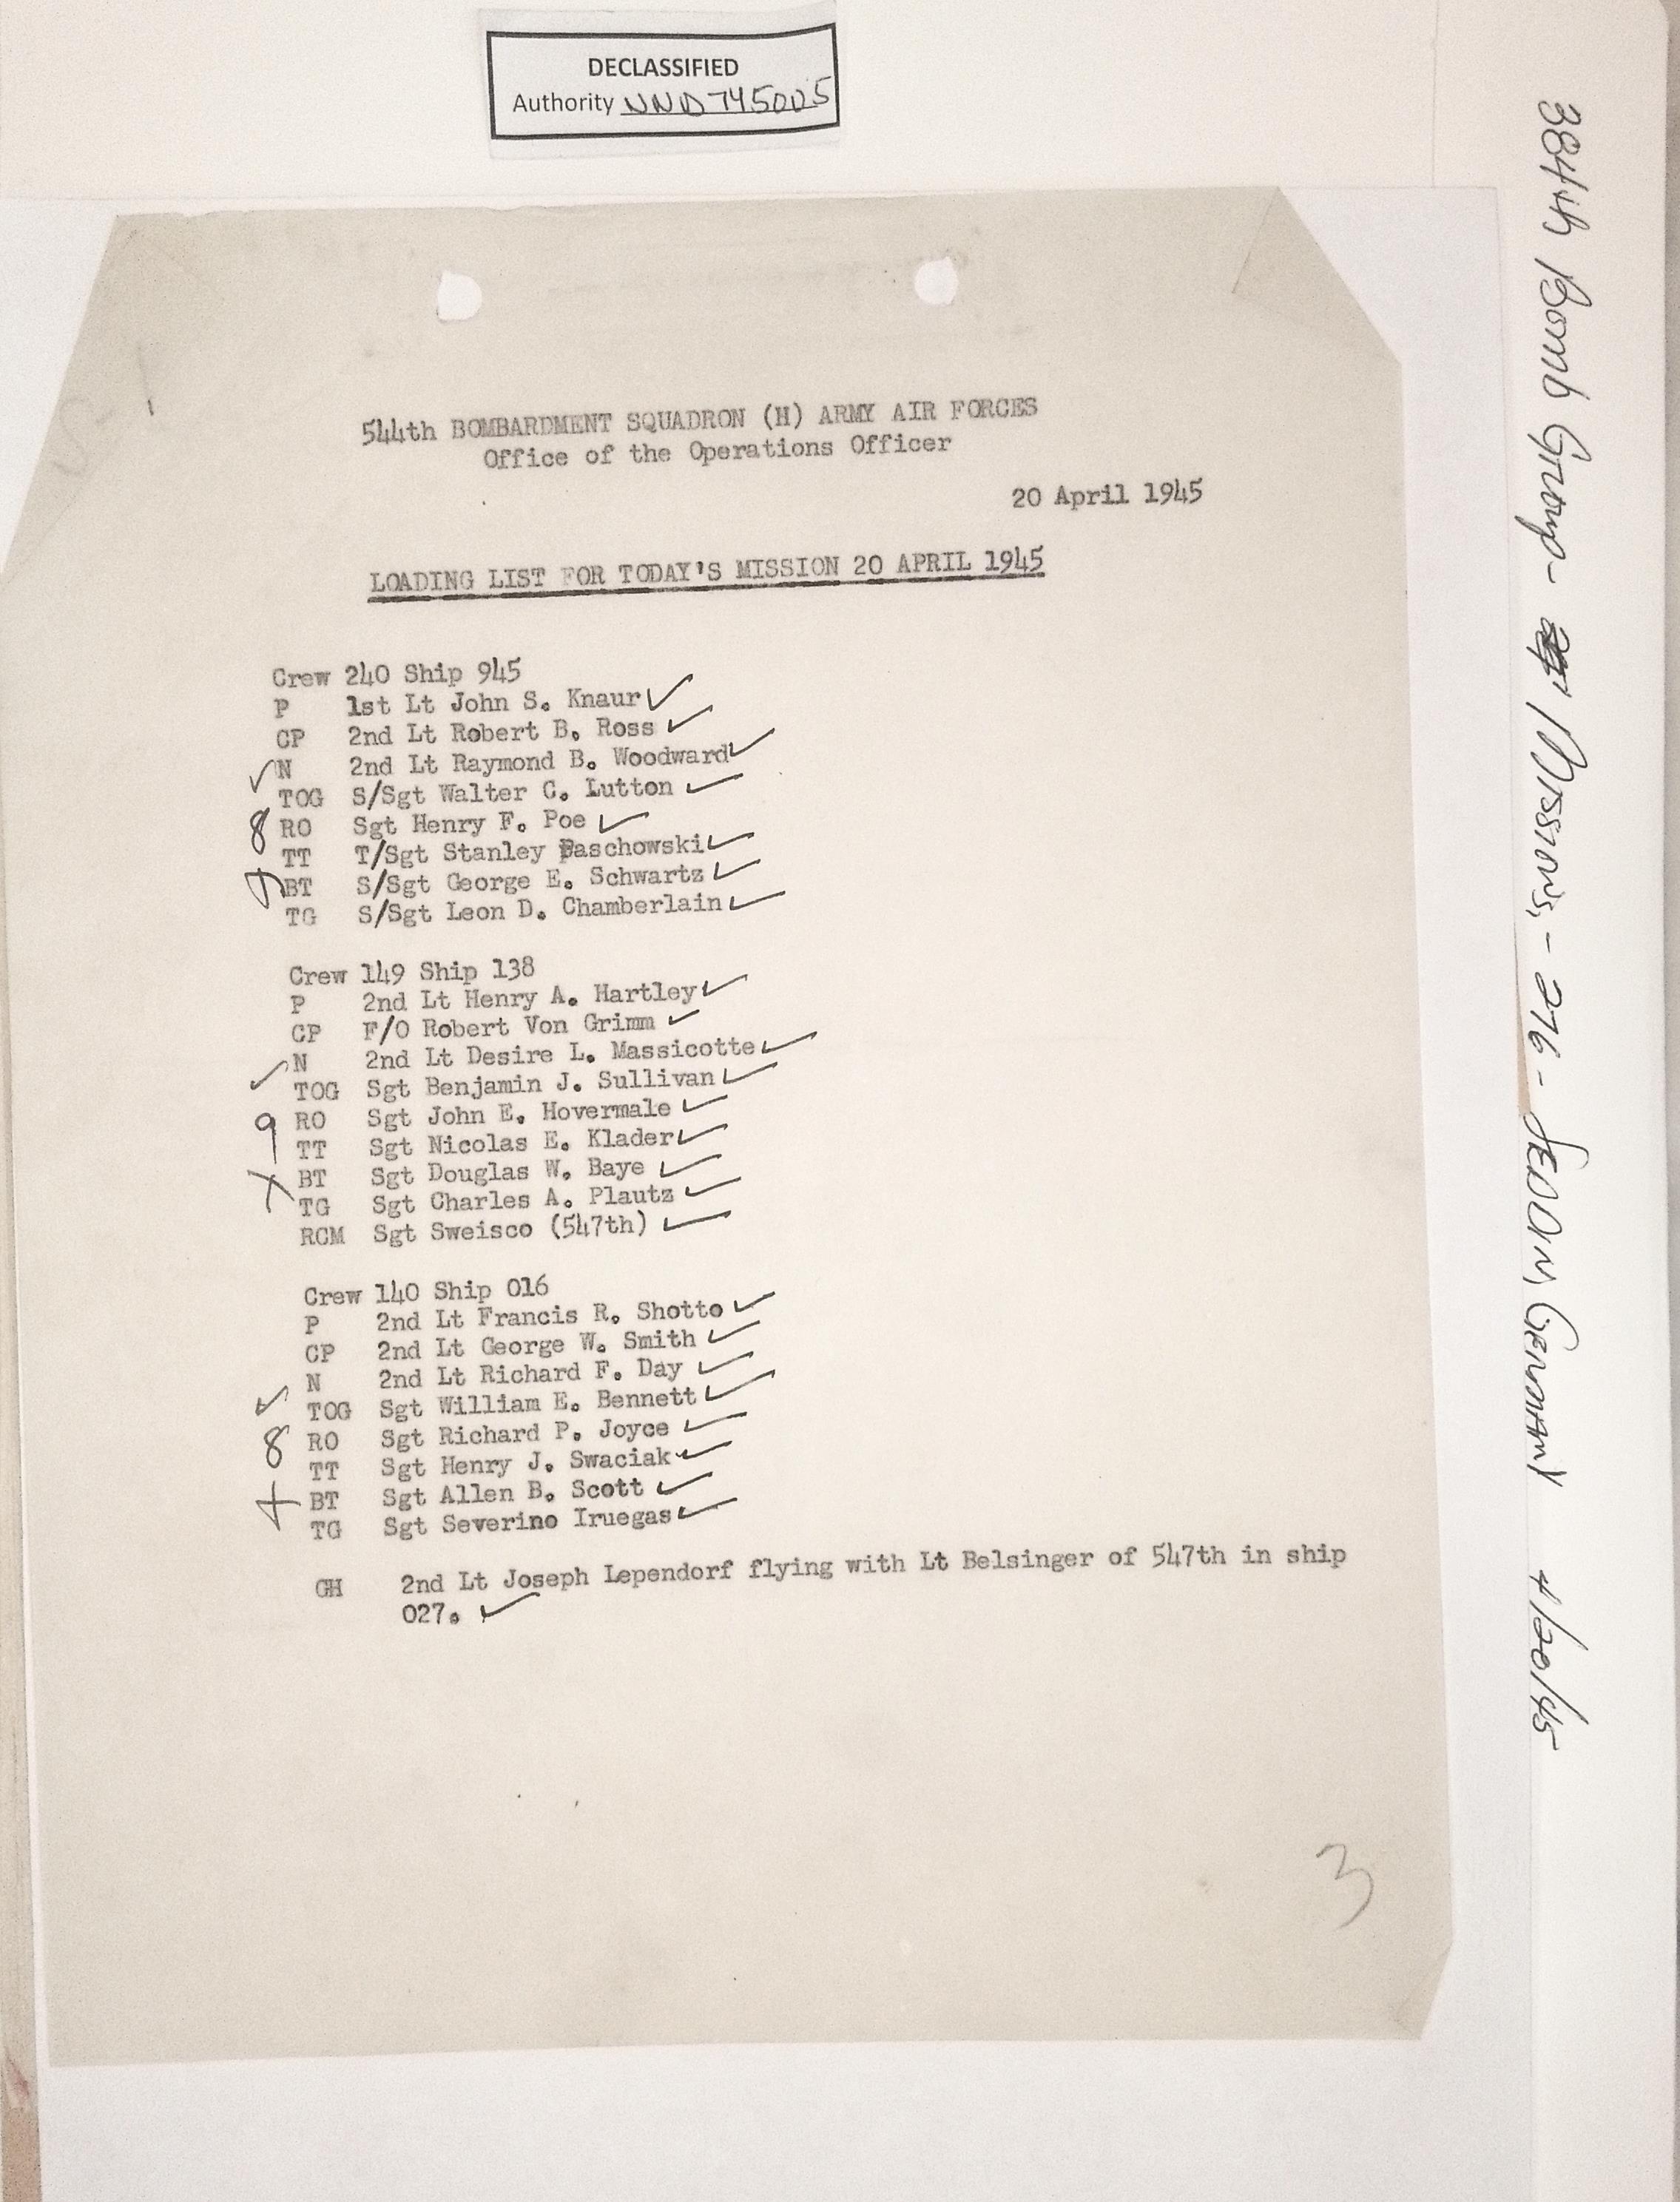 DECLASSIFIED
Authority NND 745005
544th BOMBARDMENT SQUADRON (H) ARMY AIR FORCES
Office of the Operations Officer
20 April 1945
LOADING LIST FOR TODAY'S MISSION 20 APRIL 1945
Crew 240 Ship 945
P 1st Lt John S. Knaur ✓
CP 2nd Lt Robert B. Ross ✓
✓ N 2nd Lt Raymond B. Woodward ✓
TOG S/Sgt Walter C. Lutton ✓
8 RO Sgt Henry F. Poe ✓
TT T/Sgt Stanley Paschowski ✓
BT S/Sgt George E. Schwartz ✓
TG S/Sgt Leon D. Chamberlain ✓
Crew 149 Ship 138
P 2nd Lt Henry A. Hartley ✓
CP F/O Robert Von Grimm ✓
✓ N 2nd Lt Desire L. Massicotte ✓
TOG Sgt Benjamin J. Sullivan ✓
9 RO Sgt John E. Hovermale ✓
TT Sgt Nicolas E. Klader ✓
BT Sgt Douglas W. Baye ✓
TG Sgt Charles A. Plautz ✓
RCM Sgt Sweisco (547th) ✓
Crew 140 Ship 016
P 2nd Lt Francis R. Shotto ✓
CP 2nd Lt George W. Smith ✓
N 2nd Lt Richard F. Day ✓
✓ TOG Sgt William E. Bennett ✓
8 RO Sgt Richard P. Joyce ✓
TT Sgt Henry J. Swaciak ✓
+ BT Sgt Allen B. Scott ✓
TG Sgt Severino Iruegas ✓
GH 2nd Lt Joseph Lependorf flying with Lt Belsinger of 547th in ship
027. ✓
3
384th Bomb Group - Missions, - 276 - SEDDIN, GERMANY 4/20/45